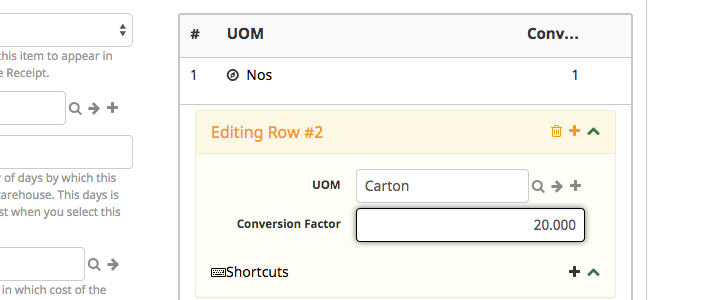 this item to appear in
e Receipt.
r of days by which this
arehouse. This days is
st when you select this
in which cost of the
# UOM Conv...
1 Nos 1
Editing Row #2
UOM Carton
Conversion Factor 20.000
Shortcuts